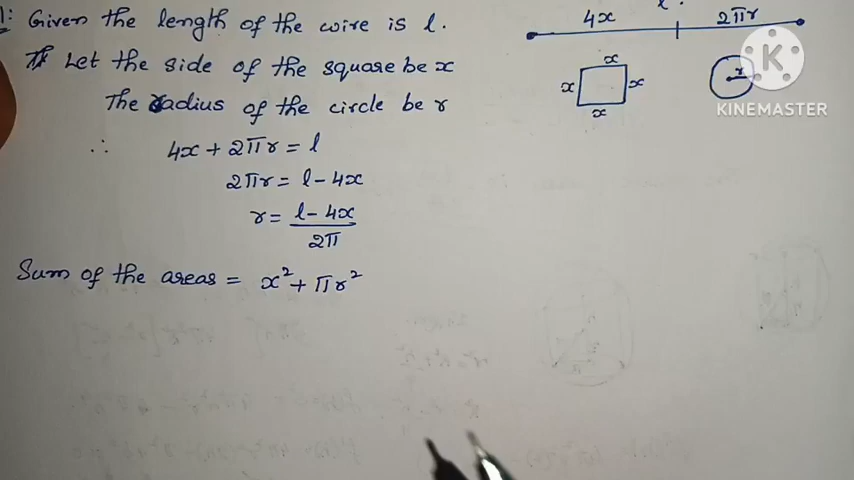 : Given the length of the wire is l.
Let the side of the square be x
The radius of the circle be r
∴ 4x + 2πr = l
2πr = l - 4x
r = (l - 4x)/2π
Sum of the areas = x² + πr²
l
4x 2πr
x
x x
x
r
K
KINEMASTER